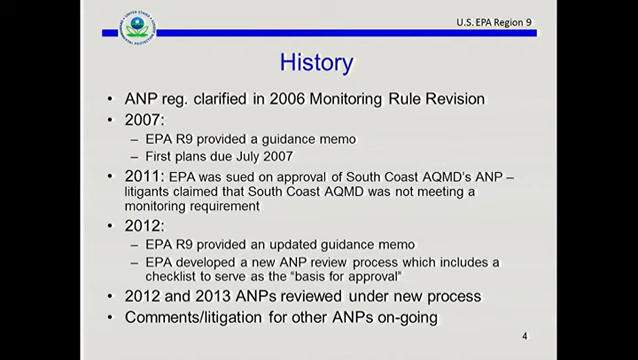 U.S. EPA Region 9
History
• ANP reg. clarified in 2006 Monitoring Rule Revision
• 2007:
– EPA R9 provided a guidance memo
– First plans due July 2007
• 2011: EPA was sued on approval of South Coast AQMD's ANP –
litigants claimed that South Coast AQMD was not meeting a
monitoring requirement
• 2012:
– EPA R9 provided an updated guidance memo
– EPA developed a new ANP review process which includes a
checklist to serve as the “basis for approval”
• 2012 and 2013 ANPs reviewed under new process
• Comments/litigation for other ANPs on-going
4